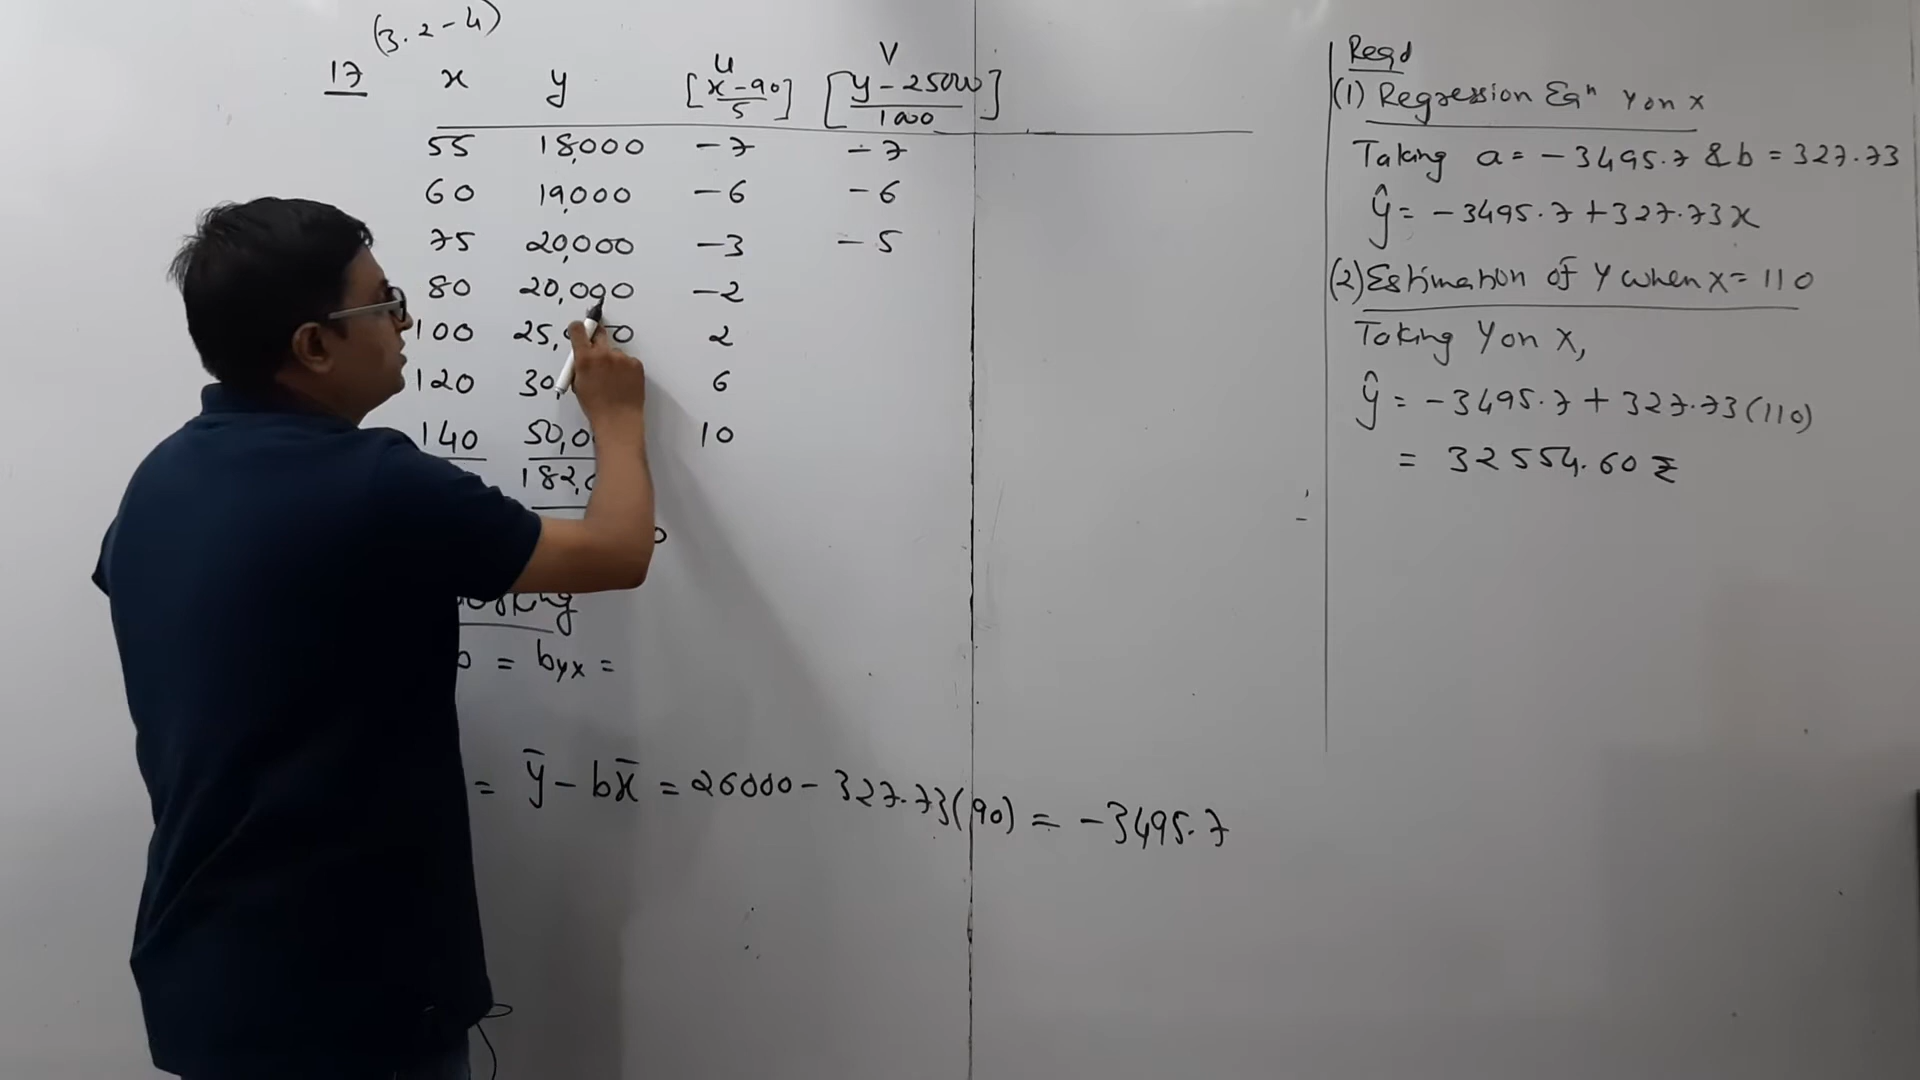 (3.2-4)
17 x y u [x-90/5] v [y-25000/1000]
55 18,000 -7 -7
60 19,000 -6 -6
75 20,000 -3 -5
80 20,000 -2
100 25, 0 2
120 30, 6
140 50,0 10
182,
= byx =
= ȳ - bx̄ = 26000 - 327.73(90) = -3495.7
Reqd
(1) Regression Eqⁿ Y on X
Taking a = -3495.7 & b = 327.73
ŷ = -3495.7 + 327.73x
(2) Estimation of Y when X = 110
Taking Y on X,
ŷ = -3495.7 + 327.73(110)
= 32554.60 ₹